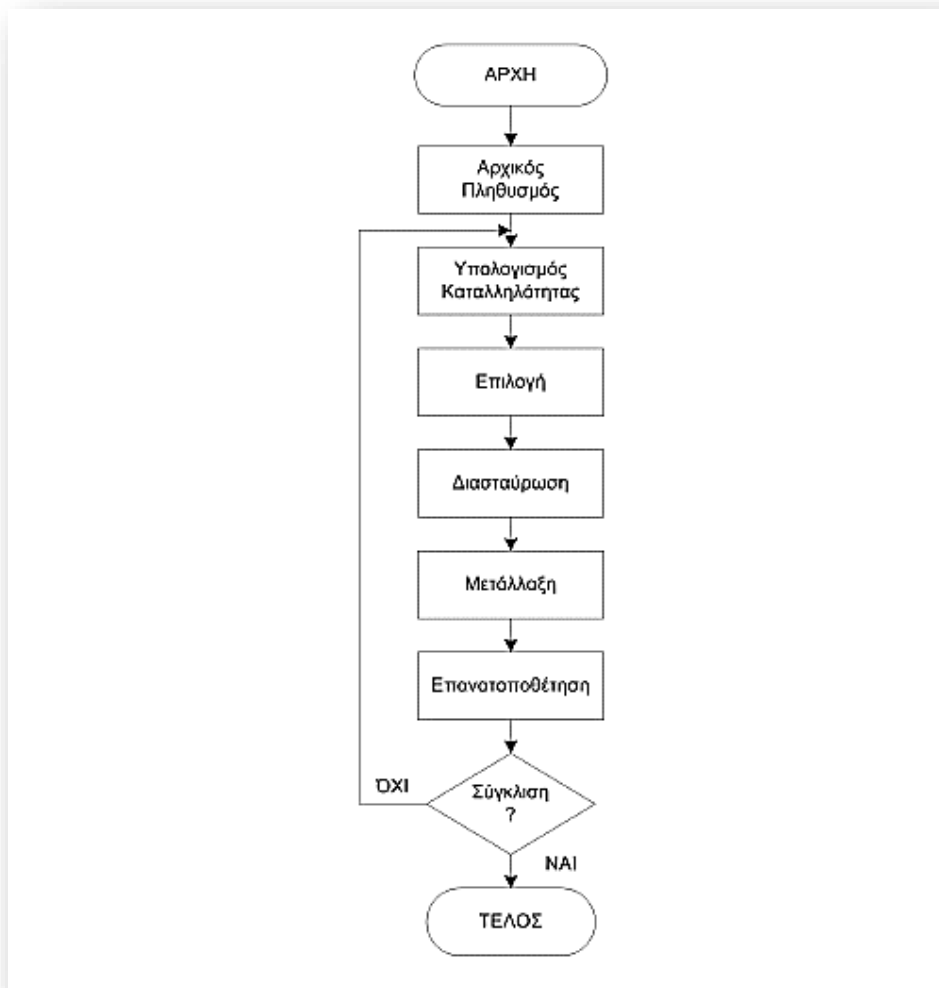 ΑΡΧΗ
Αρχικός
Πληθυσμός
Υπολογισμός
Καταλληλότητας
Επιλογή
Διασταύρωση
Μετάλλαξη
Επανατοποθέτηση
ΌΧΙ
Σύγκλιση
?
ΝΑΙ
ΤΕΛΟΣ